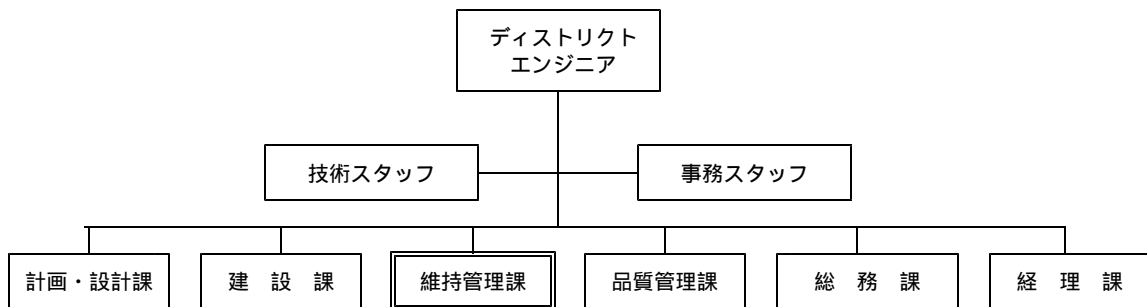 ディストリクト
エンジニア
技術スタッフ
事務スタッフ
計画・設計課
建　設　課
維持管理課
品質管理課
総　務　課
経　理　課